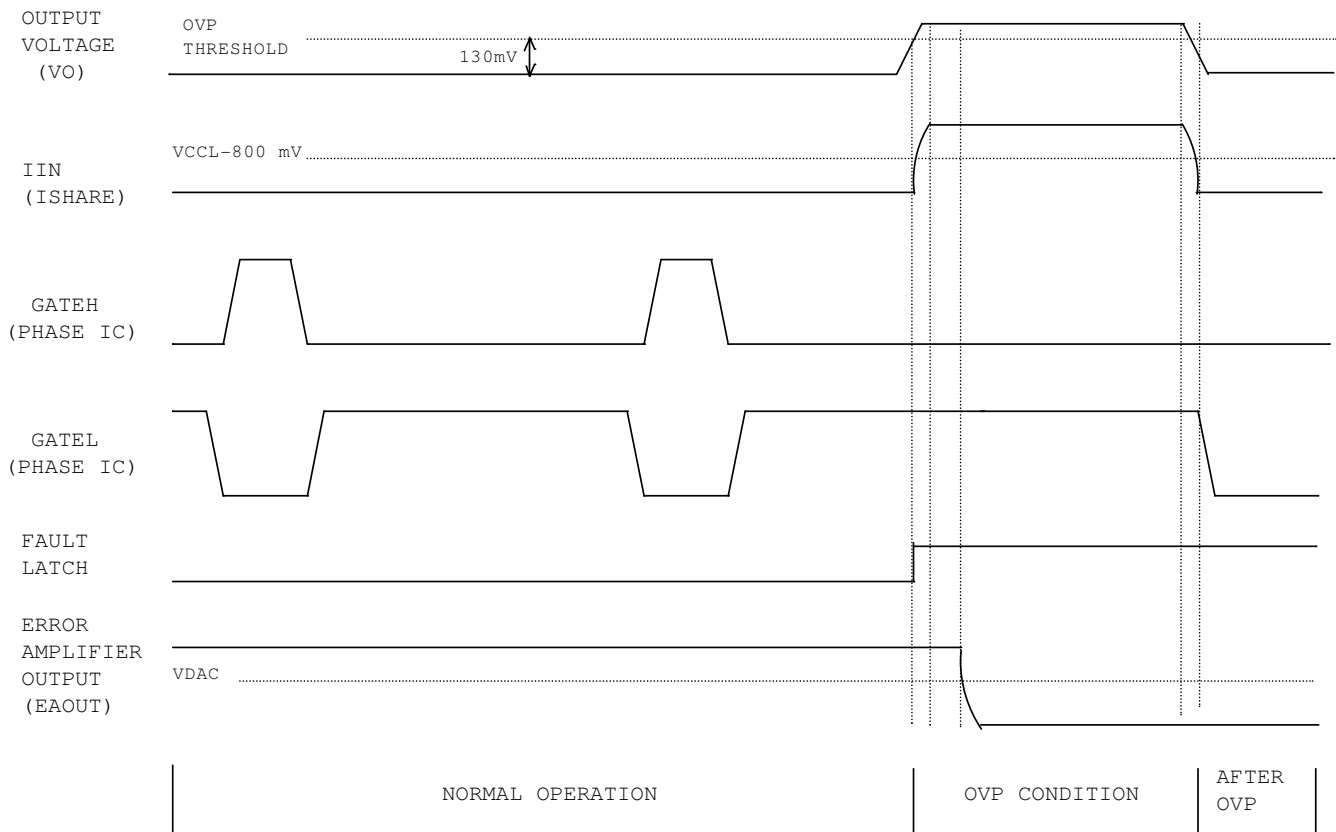 OUTPUT
VOLTAGE
(VO)
OVP
THRESHOLD
130mV
VCCL-800 mV
IIN
(ISHARE)
GATEH
(PHASE IC)
GATEL
(PHASE IC)
FAULT
LATCH
ERROR
AMPLIFIER
OUTPUT
(EAOUT)
VDAC
NORMAL OPERATION
OVP CONDITION
AFTER
OVP